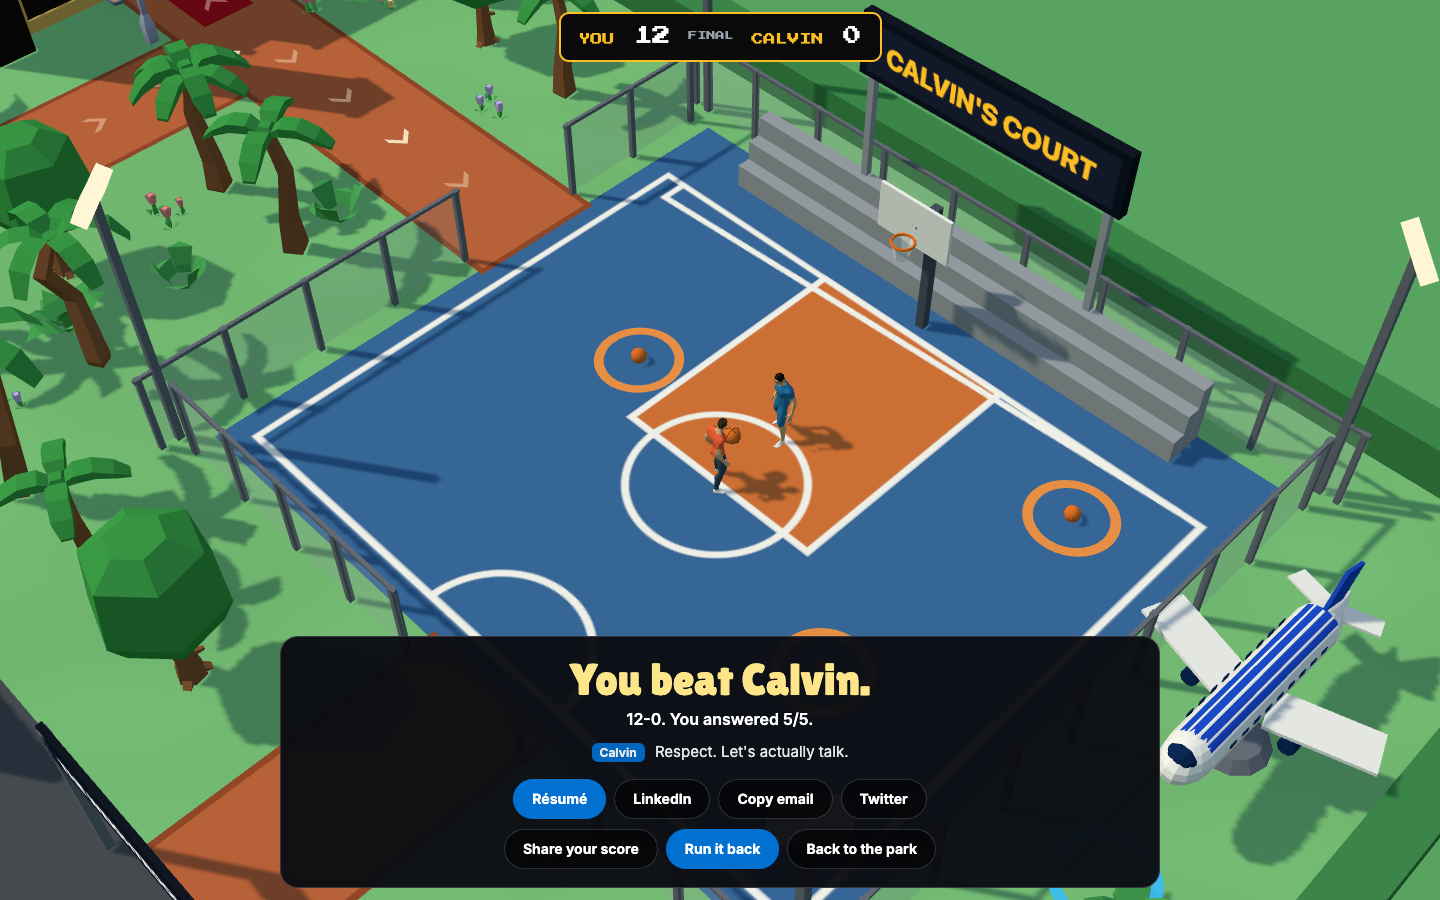 YOU 12 FINAL CALVIN 0
CALVIN'S COURT
You beat Calvin.
12-0. You answered 5/5.
Calvin Respect. Let's actually talk.
Résumé LinkedIn Copy email Twitter
Share your score Run it back Back to the park